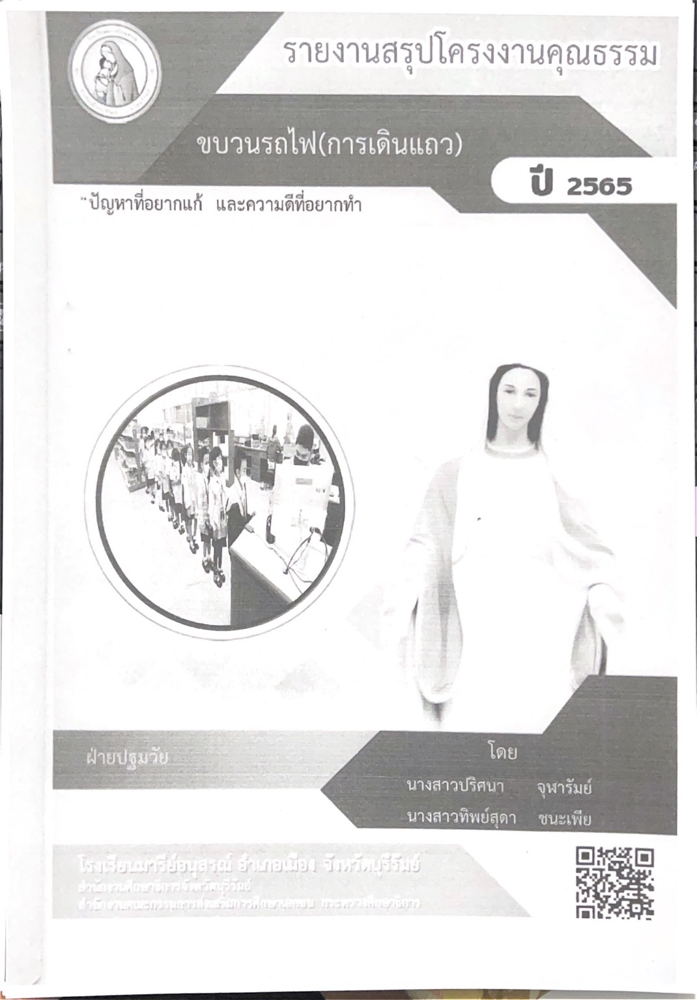 รายงานสรุปโครงงานคุณธรรม
ขบวนรถไฟ(การเดินแถว)
ปี 2565
“ปัญหาที่อยากแก้ และความดีที่อยากทำ
ฝ่ายปฐมวัย
โดย
นางสาวปริศนา จุฬารัมย์
นางสาวทิพย์สุดา ชนะเพีย
โรงเรียนมารีย์อนุสรณ์ อำเภอเมือง จังหวัดบุรีรัมย์
สำนักงานศึกษาธิการจังหวัดบุรีรัมย์
สำนักงานคณะกรรมการส่งเสริมการศึกษาเอกชน กระทรวงศึกษาธิการ